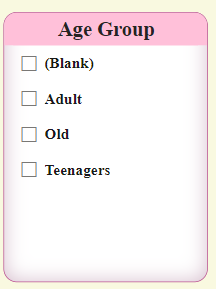 Age Group
(Blank)
Adult
Old
Teenagers